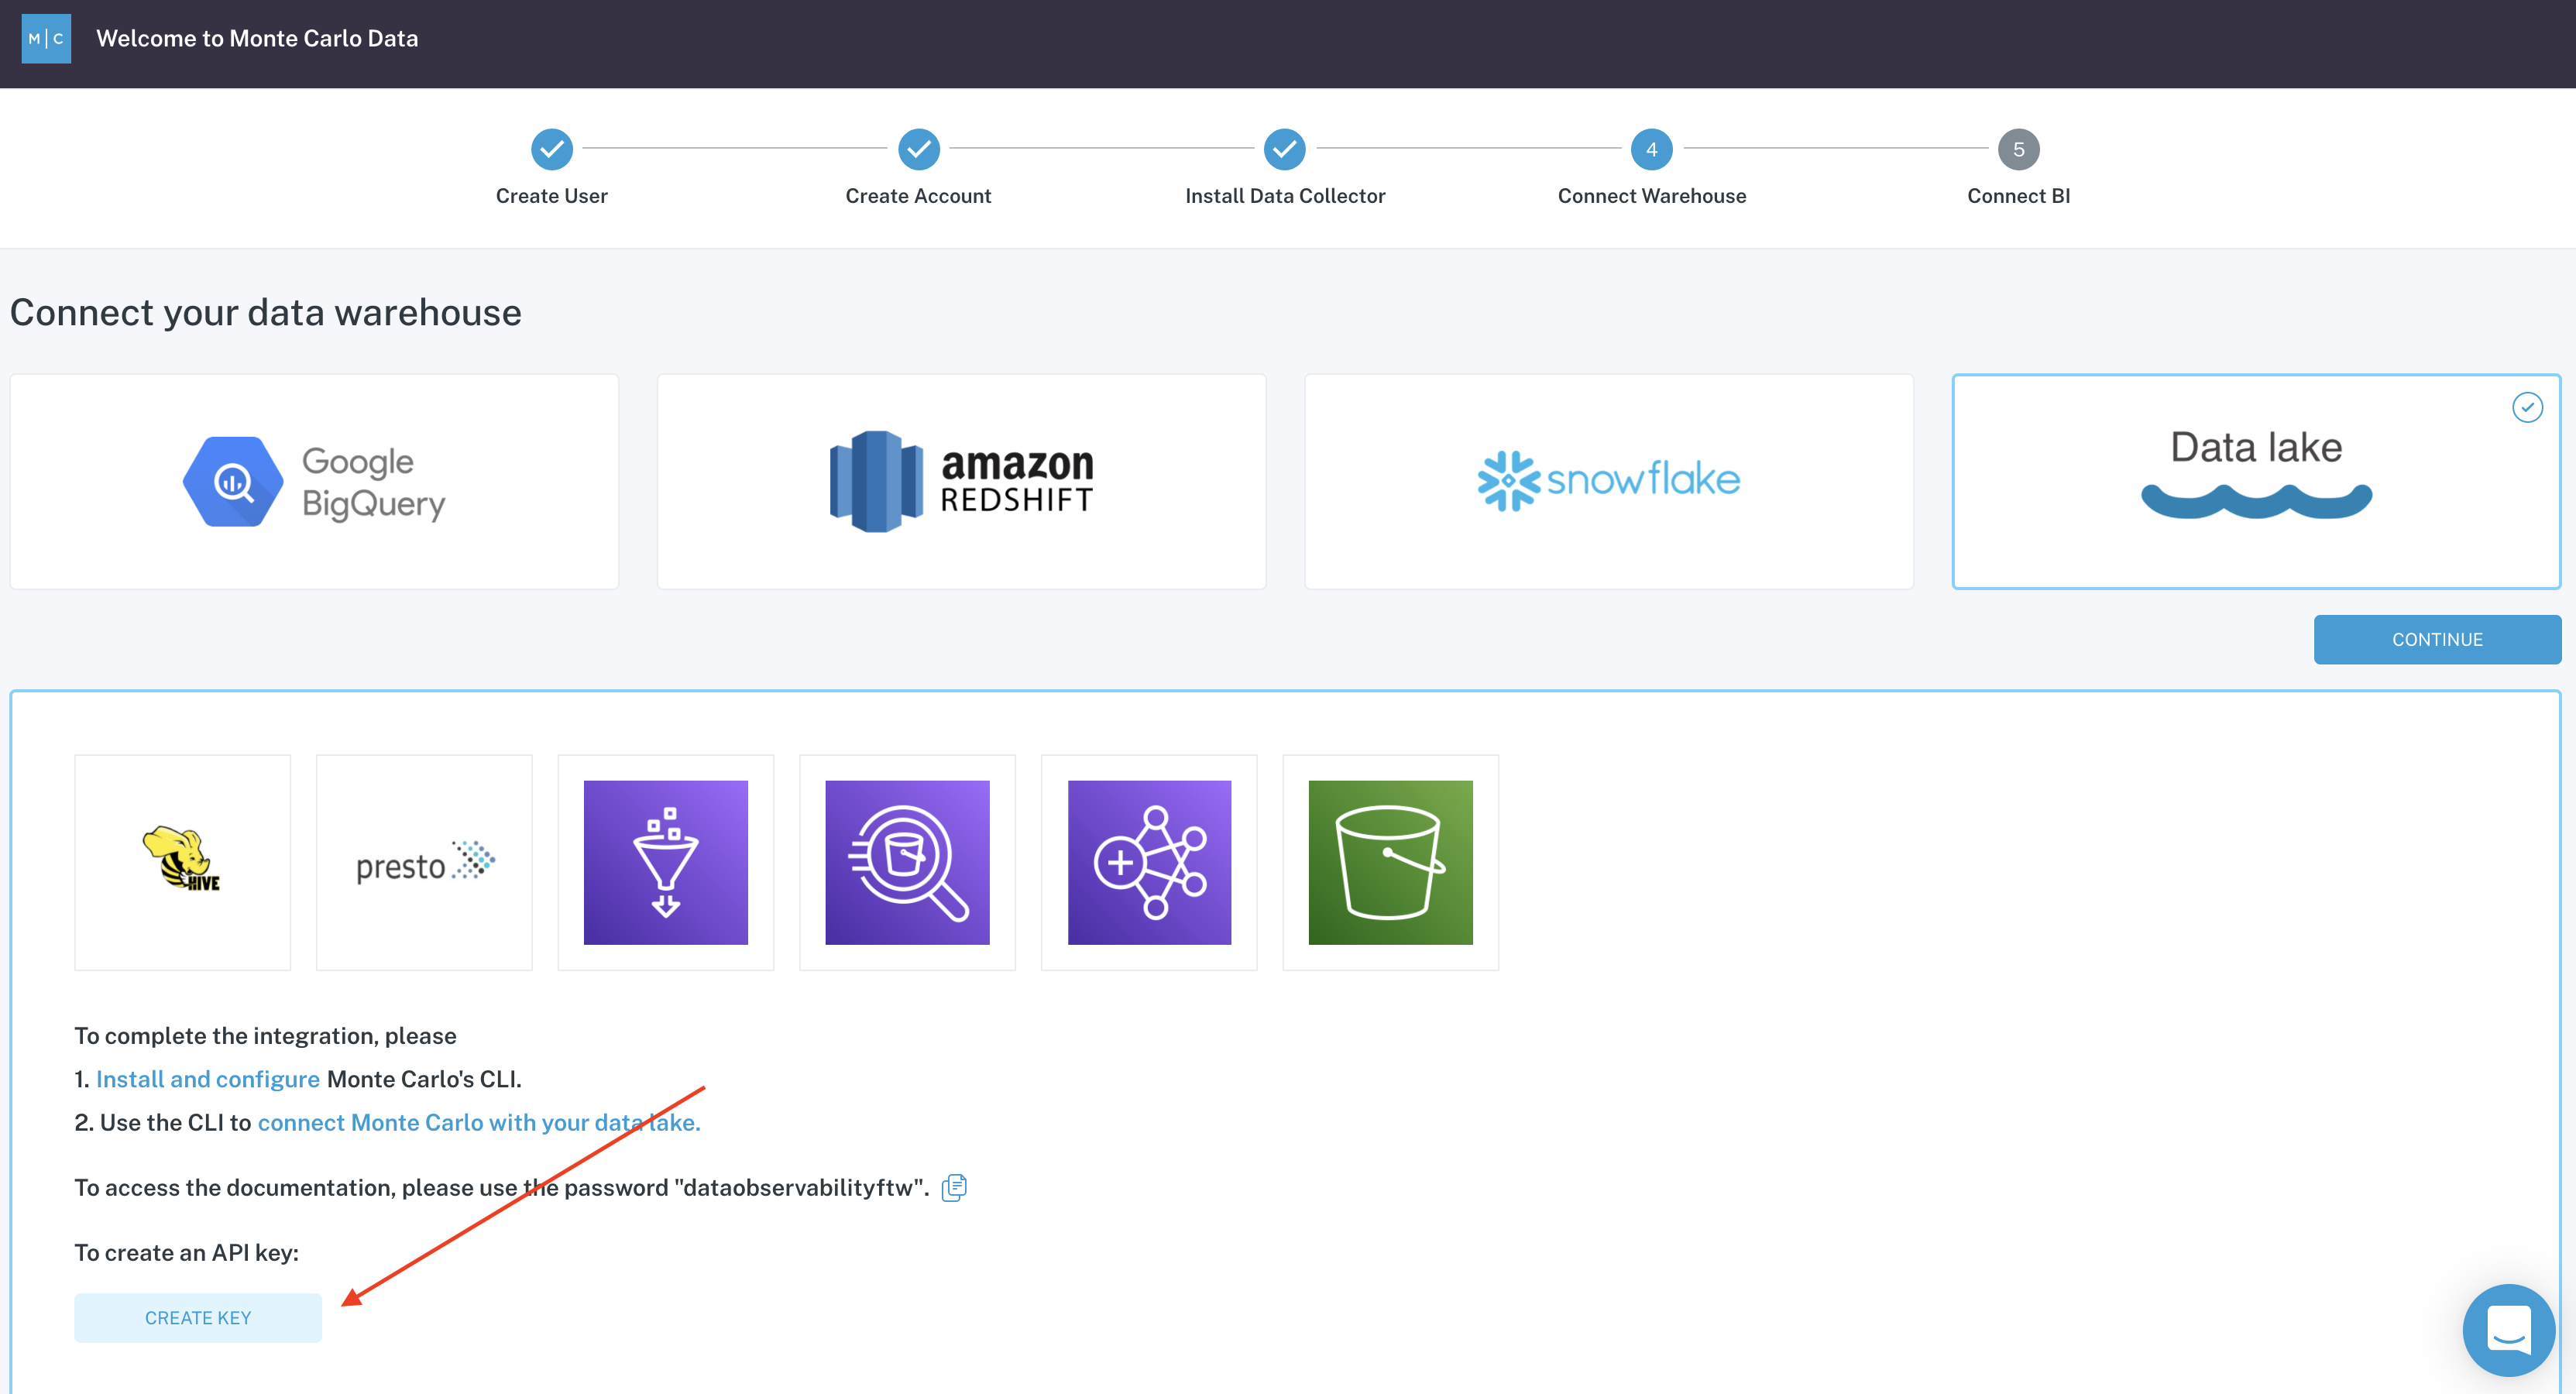 M|C
Welcome to Monte Carlo Data
4
5
Create User
Create Account
Install Data Collector
Connect Warehouse
Connect BI
Connect your data warehouse
Google
BigQuery
amazon
REDSHIFT
snowflake
Data lake
CONTINUE
HIVE
presto
To complete the integration, please
1. Install and configure Monte Carlo's CLI.
2. Use the CLI to connect Monte Carlo with your data lake.
To access the documentation, please use the password "dataobservabilityftw".
To create an API key:
CREATE KEY